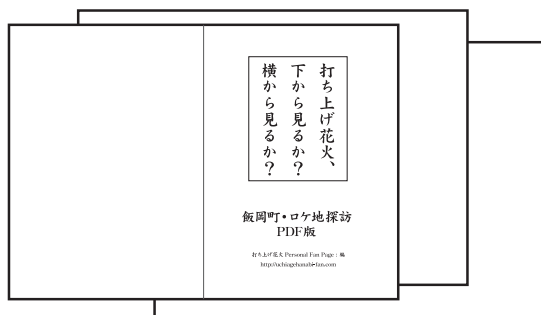 打ち上げ花火、
下から見るか?
横から見るか?
飯岡町・ロケ地探訪
PDF版
打ち上げ花火 Personal Fan Page：編
http://uchiagehanabi-fan.com